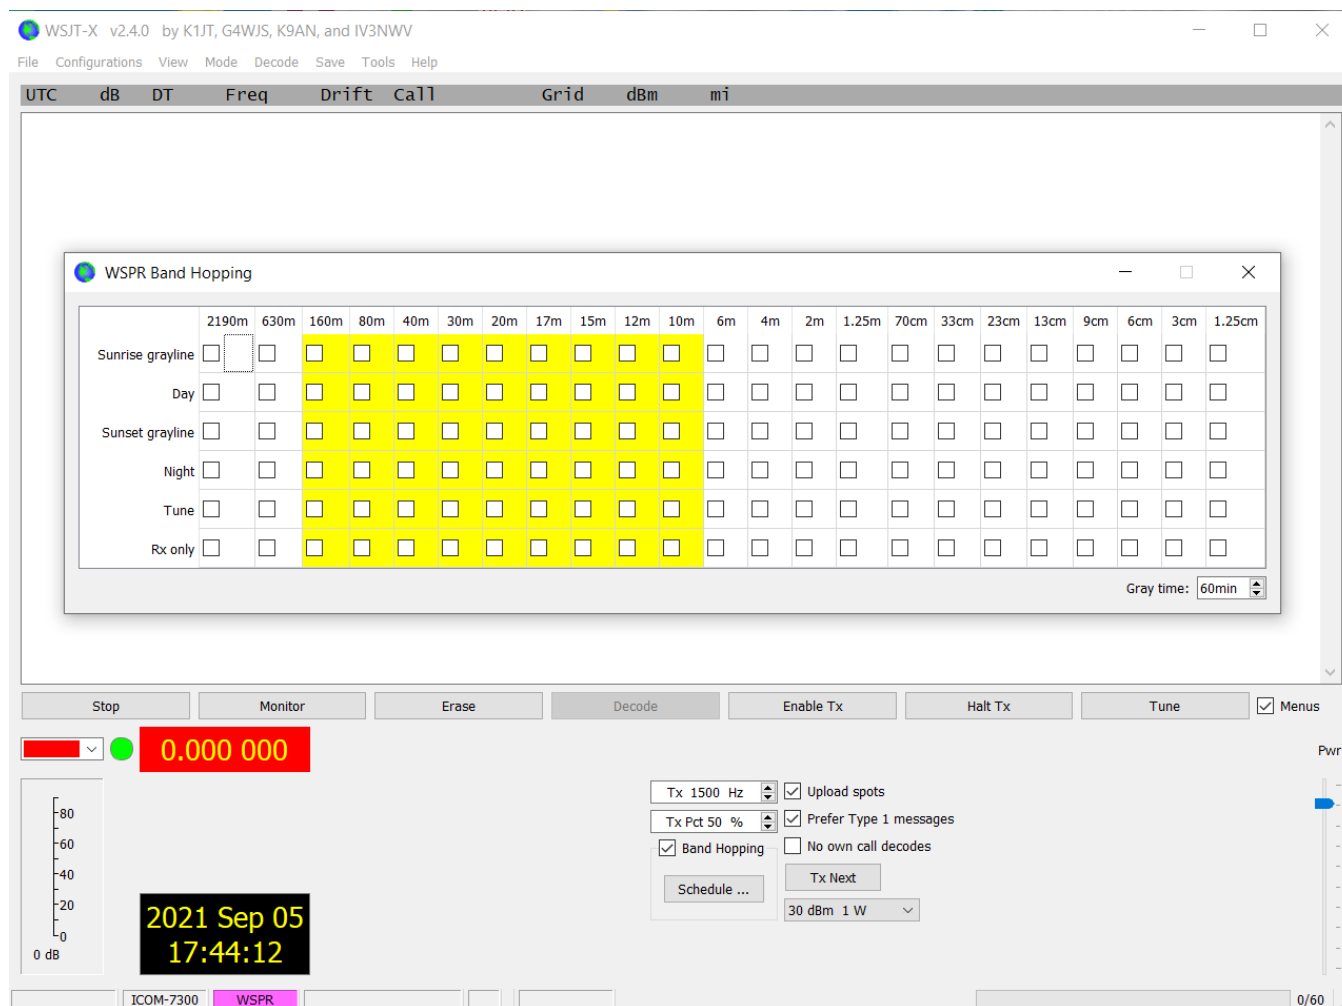 WSJT-X v2.4.0 by K1JT, G4WJS, K9AN, and IV3NWV
File Configurations View Mode Decode Save Tools Help
UTC dB DT Freq Drift Call Grid dBm mi
WSPR Band Hopping
2190m 630m 160m 80m 40m 30m 20m 17m 15m 12m 10m 6m 4m 2m 1.25m 70cm 33cm 23cm 13cm 9cm 6cm 3cm 1.25cm
Sunrise grayline
Day
Sunset grayline
Night
Tune
Rx only
Gray time: 60min
Stop Monitor Erase Decode Enable Tx Halt Tx Tune Menus
0.000 000
Pwr
Tx 1500 Hz Upload spots
Tx Pct 50 % Prefer Type 1 messages
Band Hopping No own call decodes
Schedule ... Tx Next
30 dBm 1 W
80
60
40
20
0
0 dB
2021 Sep 05
17:44:12
ICOM-7300 WSPR 0/60